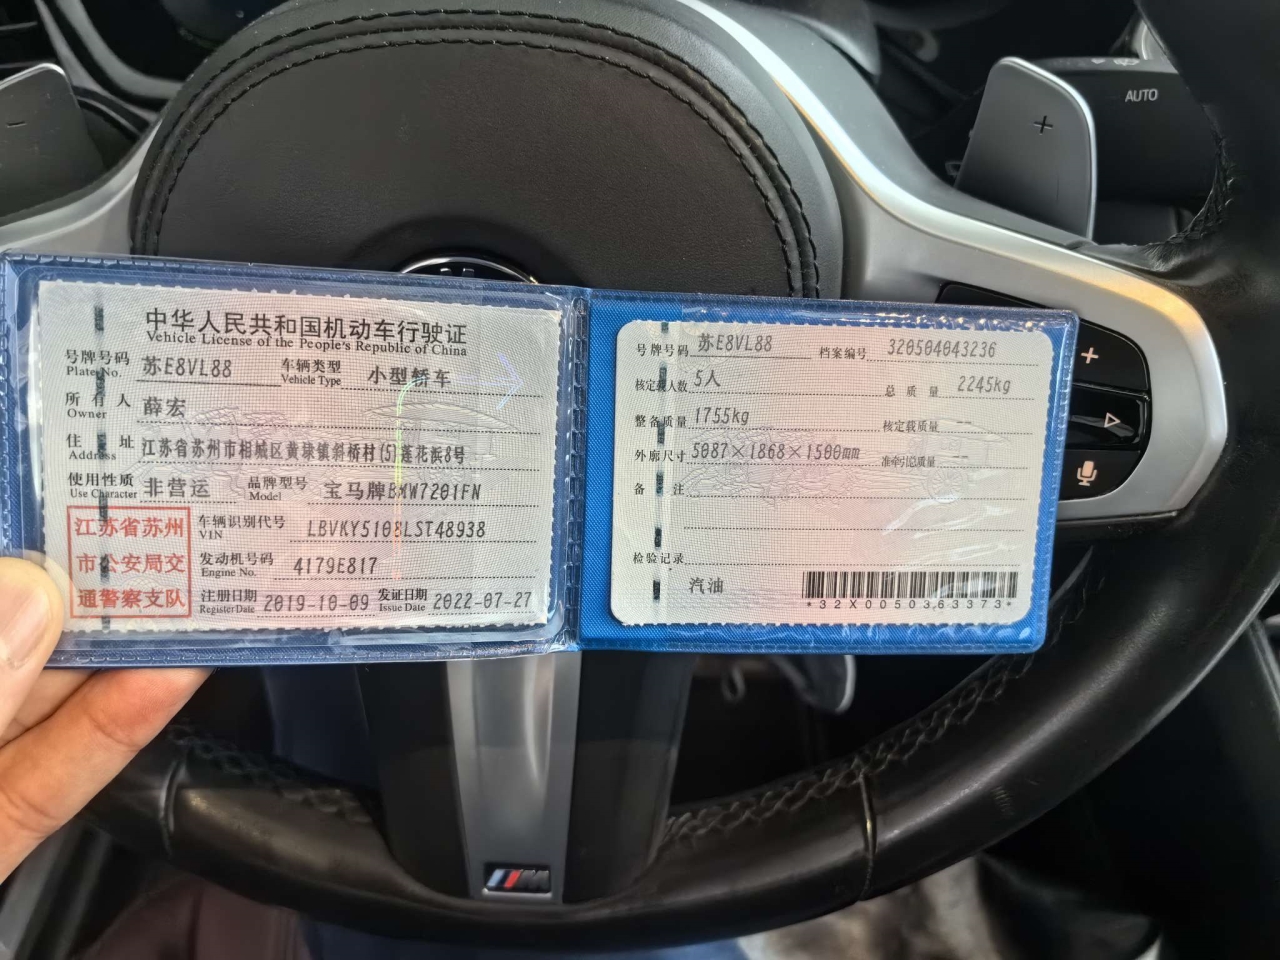 中华人民共和国机动车行驶证
Vehicle License of the People's Republic of China
号牌号码 苏E8VL88 车辆类型 小型轿车
Plate No. Vehicle Type
所有人 薛宏
Owner
住址 江苏省苏州市相城区黄埭镇斜桥村(5)莲花浜8号
Address
使用性质 非营运 品牌型号 宝马牌BMW7201FN
Use Character Model
江苏省苏州
市公安局交
通警察支队
车辆识别代号 LBVKY5108LST48938
VIN
发动机号码 4179E817
Engine No.
注册日期 2019-10-09 发证日期 2022-07-27
Register Date Issue Date
号牌号码 苏E8VL88 档案编号 320504043236
核定载人数 5人 总质量 2245kg
整备质量 1755kg 核定载质量 --
外廓尺寸 5087×1868×1500mm 准牵引总质量 --
备注
检验记录
汽油
*32X0050363373*
AUTO
+
-
+
M